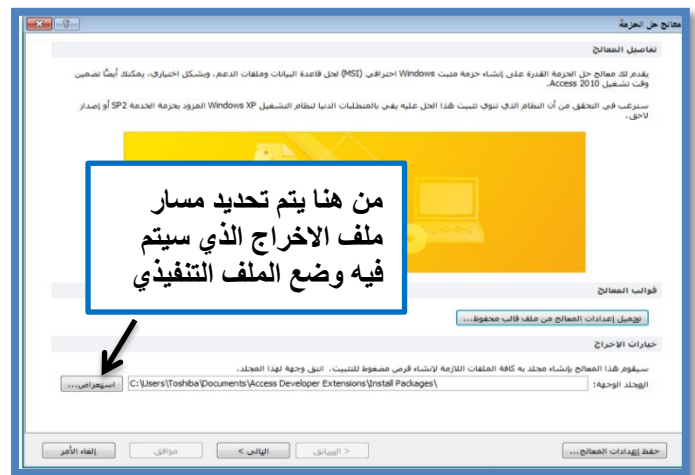 معالج حل الحزمة
تفاصيل المعالج
يقدم لك معالج حل الحزمة القدرة على إنشاء حزمة مثبت Windows احترافي (MSI) لحل قاعدة البيانات وملفات الدعم، وبشكل اختياري، يمكنك أيضًا تضمين
وقت تشغيل Access 2010.
سترغب في التحقق من أن النظام الذي تنوي تثبيت هذا الحل عليه يفي بالمتطلبات الدنيا لنظام التشغيل Windows XP المزود بحزمة الخدمة SP2 أو إصدار
لاحق.
من هنا يتم تحديد مسار
ملف الاخراج الذي سيتم
فيه وضع الملف التنفيذي
قوالب المعالج
تحميل إعدادات المعالج من ملف قالب محفوظ...
خيارات الإخراج
سيقوم هذا المعالج بإنشاء مجلد به كافة الملفات اللازمة لإنشاء قرص مضغوط للتثبيت. انتق وجهة لهذا المجلد.
المجلد الوجهة:
C:\Users\Toshiba\Documents\Access Developer Extensions\Install Packages\
استعراض...
حفظ إعدادات المعالج...
< السابق
التالي >
موافق
إلغاء الأمر